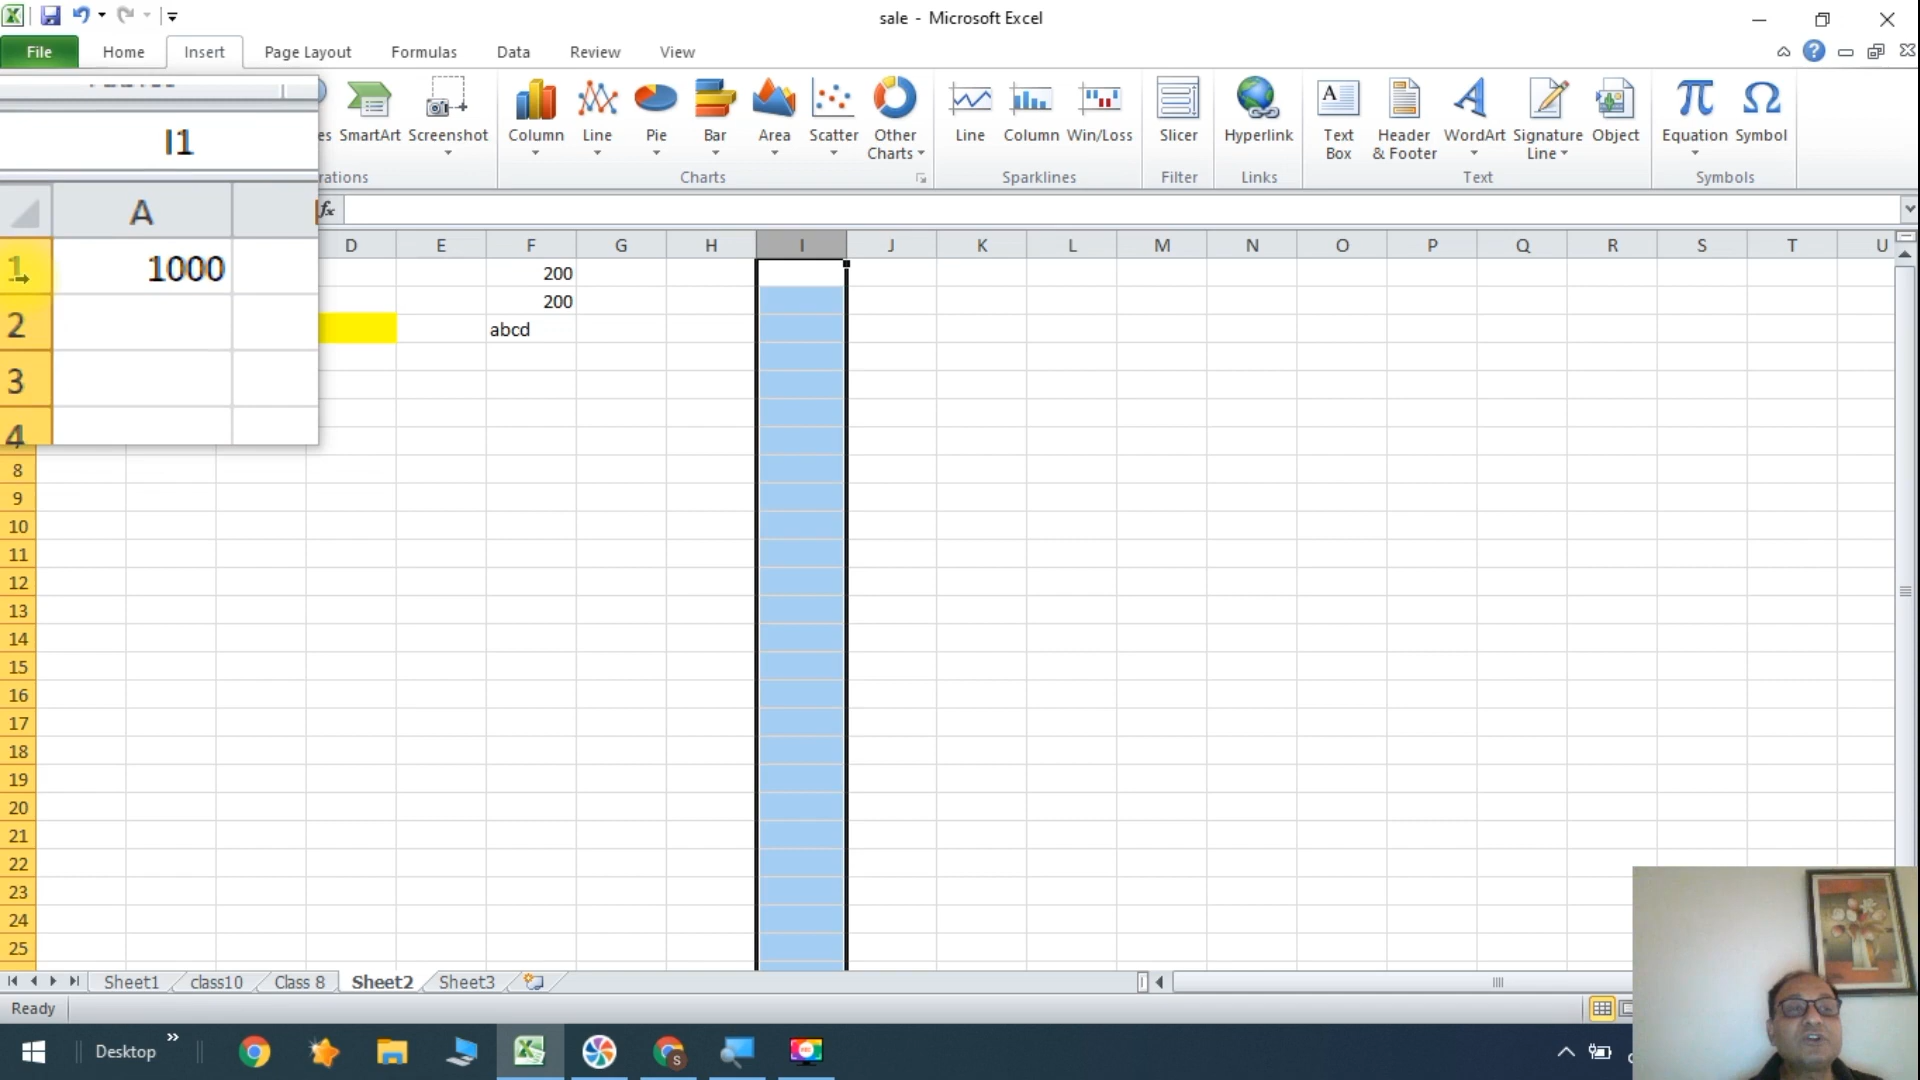 sale - Microsoft Excel
File Home Insert Page Layout Formulas Data Review View
SmartArt Screenshot Column Line Pie Bar Area Scatter Other Charts Line Column Win/Loss Slicer Hyperlink Text Box Header & Footer WordArt Signature Line Object Equation Symbol
Charts Sparklines Filter Links Text Symbols
I1
fx
A
D E F G H I J K L M N O P Q R S T U
1 1000 200
2 200
3 abcd
4
8
9
10
11
12
13
14
15
16
17
18
19
20
21
22
23
24
25
Sheet1 class10 Class 8 Sheet2 Sheet3
Ready
Desktop